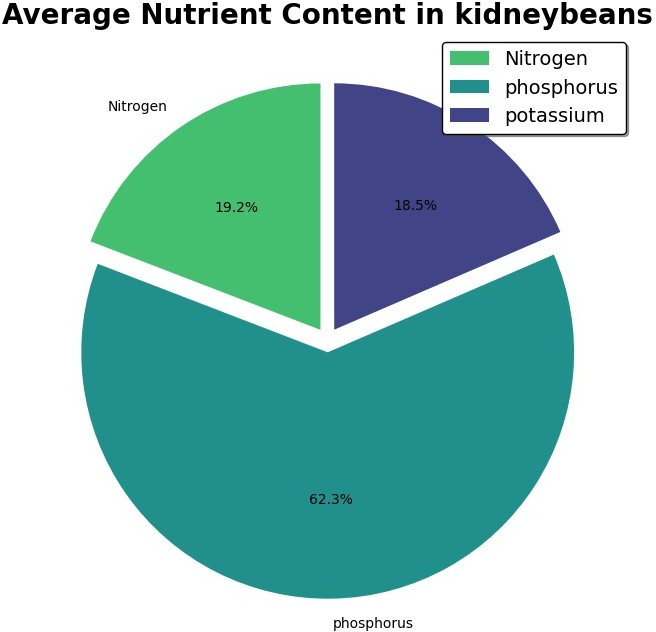 Average Nutrient Content in kidneybeans
Nitrogen
phosphorus
potassium
Nitrogen
19.2%
18.5%
62.3%
phosphorus